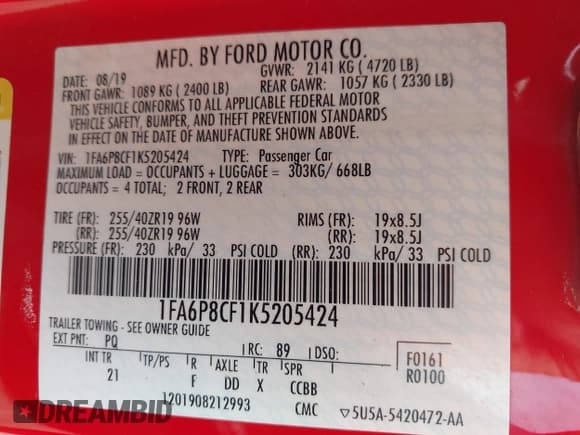 MFD. BY FORD MOTOR CO.
DATE: 08/19 GVWR: 2141 KG ( 4720 LB)
FRONT GAWR: 1089 KG ( 2400 LB) REAR GAWR: 1057 KG ( 2330 LB)
THIS VEHICLE CONFORMS TO ALL APPLICABLE FEDERAL MOTOR
VEHICLE SAFETY, BUMPER, AND THEFT PREVENTION STANDARDS
IN EFFECT ON THE DATE OF MANUFACTURE SHOWN ABOVE.
VIN: 1FA6P8CF1K5205424 TYPE: Passenger Car
MAXIMUM LOAD = OCCUPANTS + LUGGAGE = 303KG/ 668LB
OCCUPANTS = 4 TOTAL; 2 FRONT, 2 REAR
TIRE (FR): 255/40ZR19 96W RIMS (FR): 19x8.5J
(RR): 255/40ZR19 96W (RR): 19x8.5J
PRESSURE (FR): 230 kPa/ 33 PSI COLD (RR): 230 kPa/ 33 PSI COLD
1FA6P8CF1K5205424
TRAILER TOWING - SEE OWNER GUIDE
EXT PNT: PQ RC: 89 DSO: F0161
INT TR TP/PS R AXLE TR SPR R0100
21 F DD X CCBB
1201908212993 CMC ▽5U5A-5420472-AA
DREAMBID